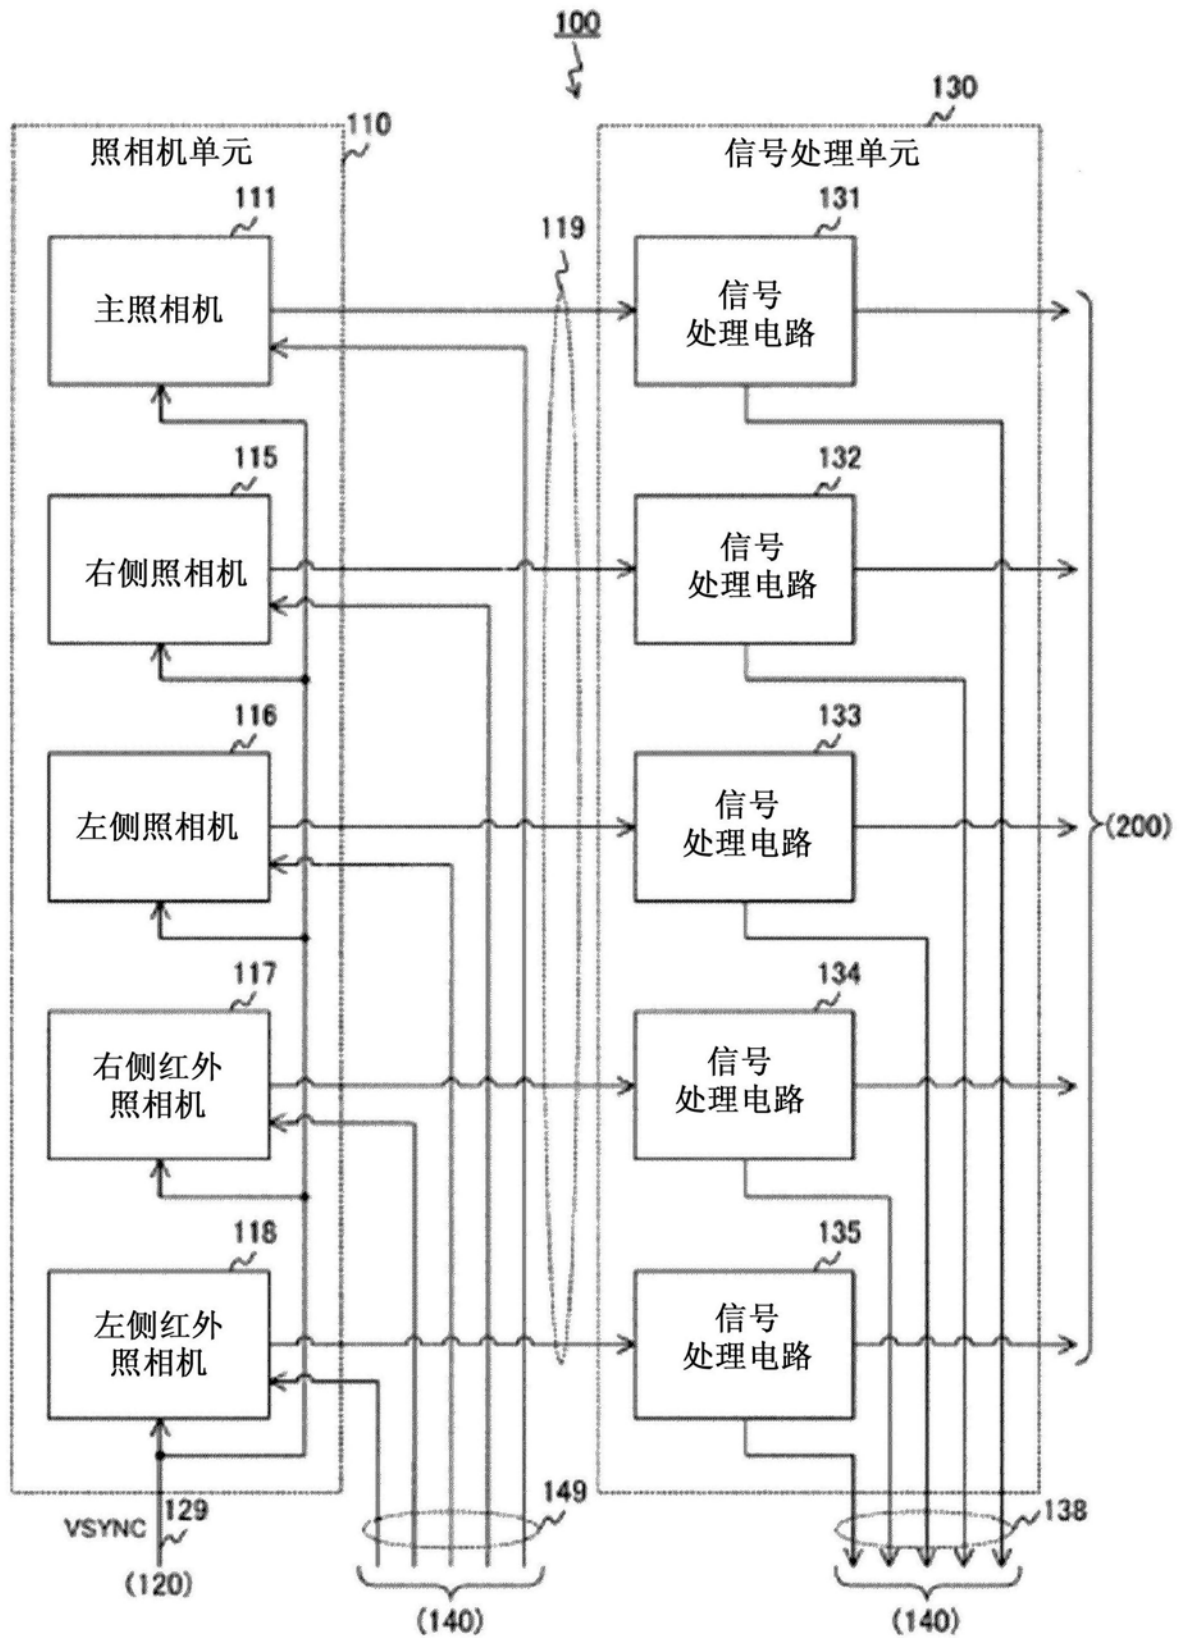 100
130
110
照相机单元
信号处理单元
111
131
119
主照相机
信号
处理电路
115
132
右侧照相机
信号
处理电路
116
133
左侧照相机
信号
处理电路
(200)
117
134
右侧红外
照相机
信号
处理电路
118
135
左侧红外
照相机
信号
处理电路
VSYNC
129
149
138
(120)
(140)
(140)